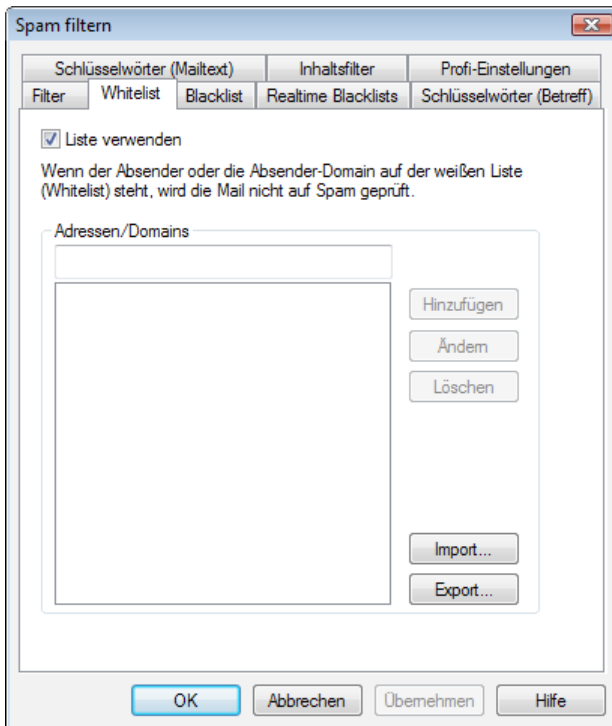 Spam filtern
Schlüsselwörter (Mailtext) Inhaltsfilter Profi-Einstellungen
Filter Whitelist Blacklist Realtime Blacklists Schlüsselwörter (Betreff)
Liste verwenden
Wenn der Absender oder die Absender-Domain auf der weißen Liste
(Whitelist) steht, wird die Mail nicht auf Spam geprüft.
Adressen/Domains
Hinzufügen
Ändern
Löschen
Import...
Export...
OK Abbrechen Übernehmen Hilfe